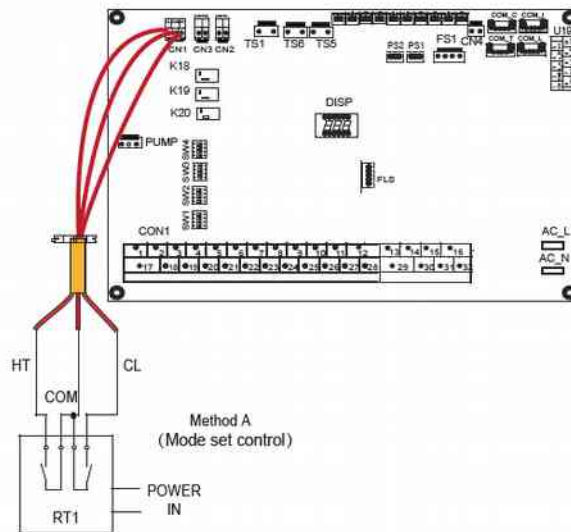 COM_C COM_I
U19
CN1 CN3 CN2
TS1 TS6 TS5
CN4
COM_T COM_L
PS2 PS1
FS1
K18
K19
K20
DISP
PUMP
SW4
SW3
SW2
SW1
FLS
CON1
AC_L
1 2 3 4 5 6 7 8 9 10 11 12 13 14 15 16
17 18 19 20 21 22 23 24 25 26 27 28 29 30 31 32
AC_N
HT CL
COM
Method A
(Mode set control)
POWER
IN
RT1